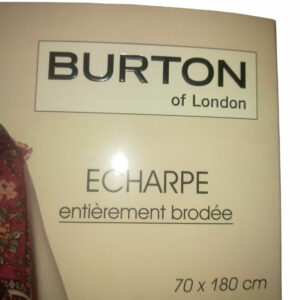 BURTON
of London
ECHARPE
entièrement brodée
70 x 180 cm